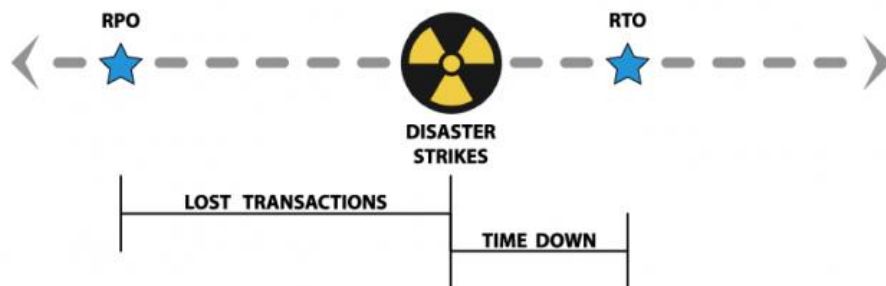 RPO
RTO
DISASTER
STRIKES
LOST TRANSACTIONS
TIME DOWN